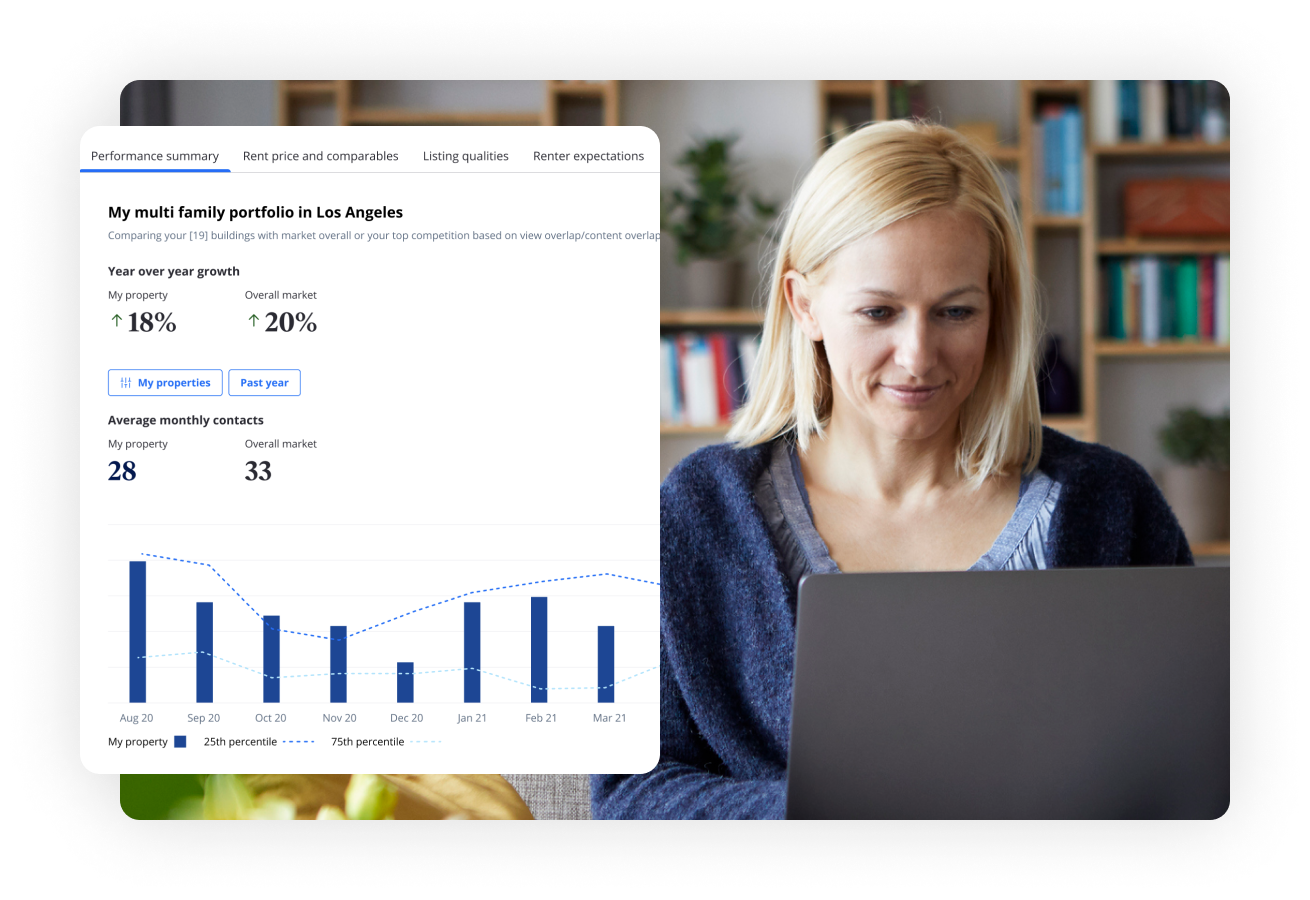 Performance summary Rent price and comparables Listing qualities Renter expectations
My multi family portfolio in Los Angeles
Comparing your [19] buildings with market overall or your top competition based on view overlap/content overlap
Year over year growth
My property Overall market
↑ 18% ↑ 20%
My properties Past year
Average monthly contacts
My property Overall market
28 33
Aug 20 Sep 20 Oct 20 Nov 20 Dec 20 Jan 21 Feb 21 Mar 21
My property 25th percentile 75th percentile